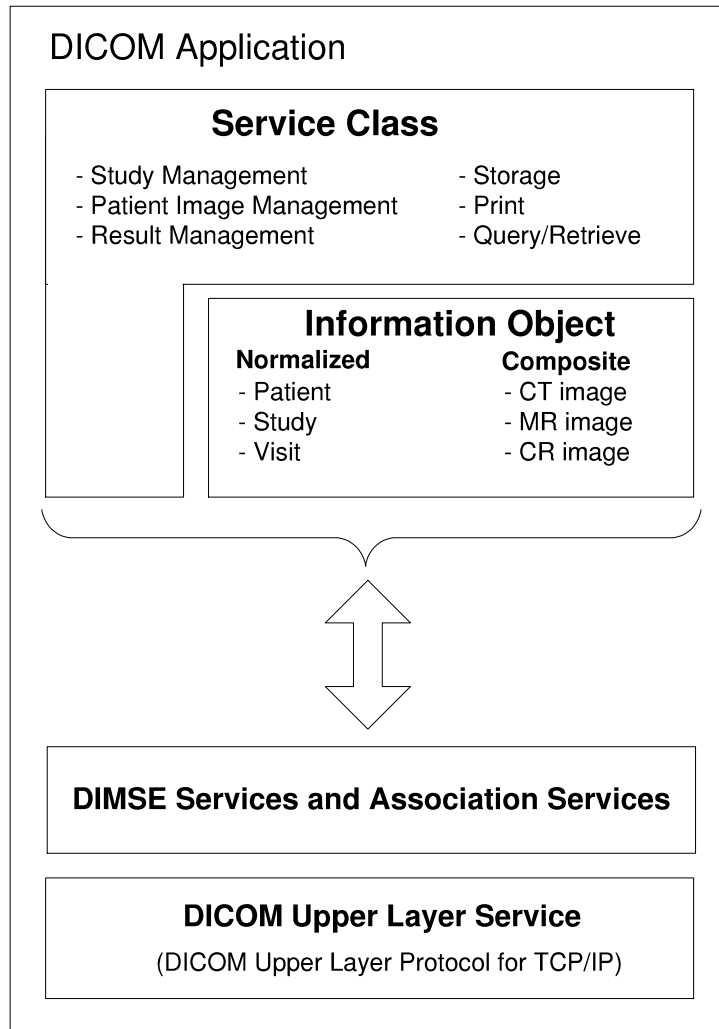 DICOM Application
Service Class
- Study Management
- Patient Image Management
- Result Management
- Storage
- Print
- Query/Retrieve
Information Object
Normalized
- Patient
- Study
- Visit
Composite
- CT image
- MR image
- CR image
DIMSE Services and Association Services
DICOM Upper Layer Service
(DICOM Upper Layer Protocol for TCP/IP)